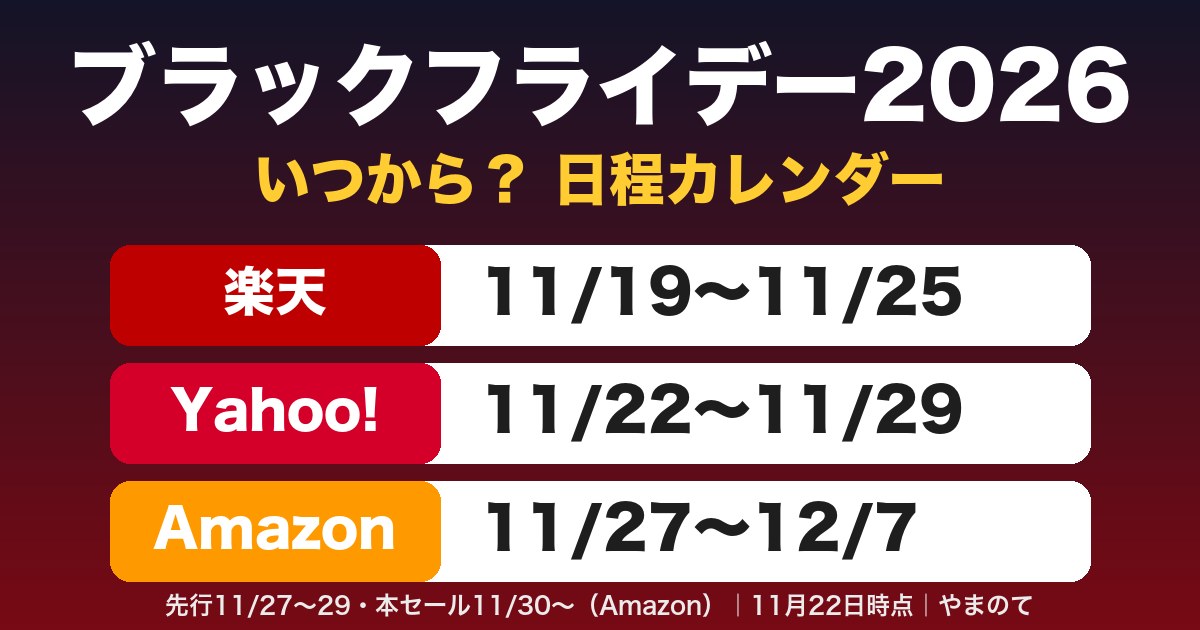 ブラックフライデー2026
いつから？ 日程カレンダー
楽天 11/19〜11/25
Yahoo! 11/22〜11/29
Amazon 11/27〜12/7
先行11/27〜29・本セール11/30〜（Amazon）｜11月22日時点｜やまのて